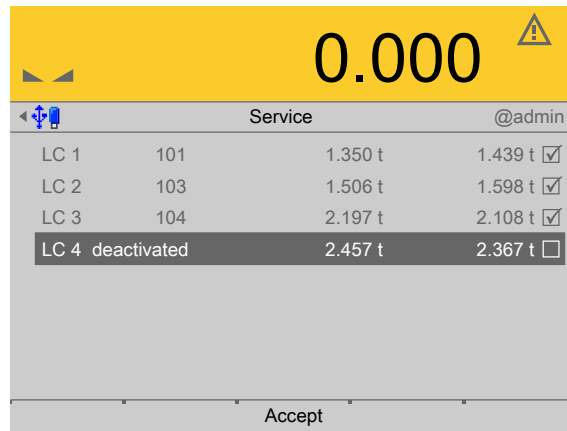 0.000
Service @admin
LC 1 101 1.350 t 1.439 t
LC 2 103 1.506 t 1.598 t
LC 3 104 2.197 t 2.108 t
LC 4 deactivated 2.457 t 2.367 t
Accept